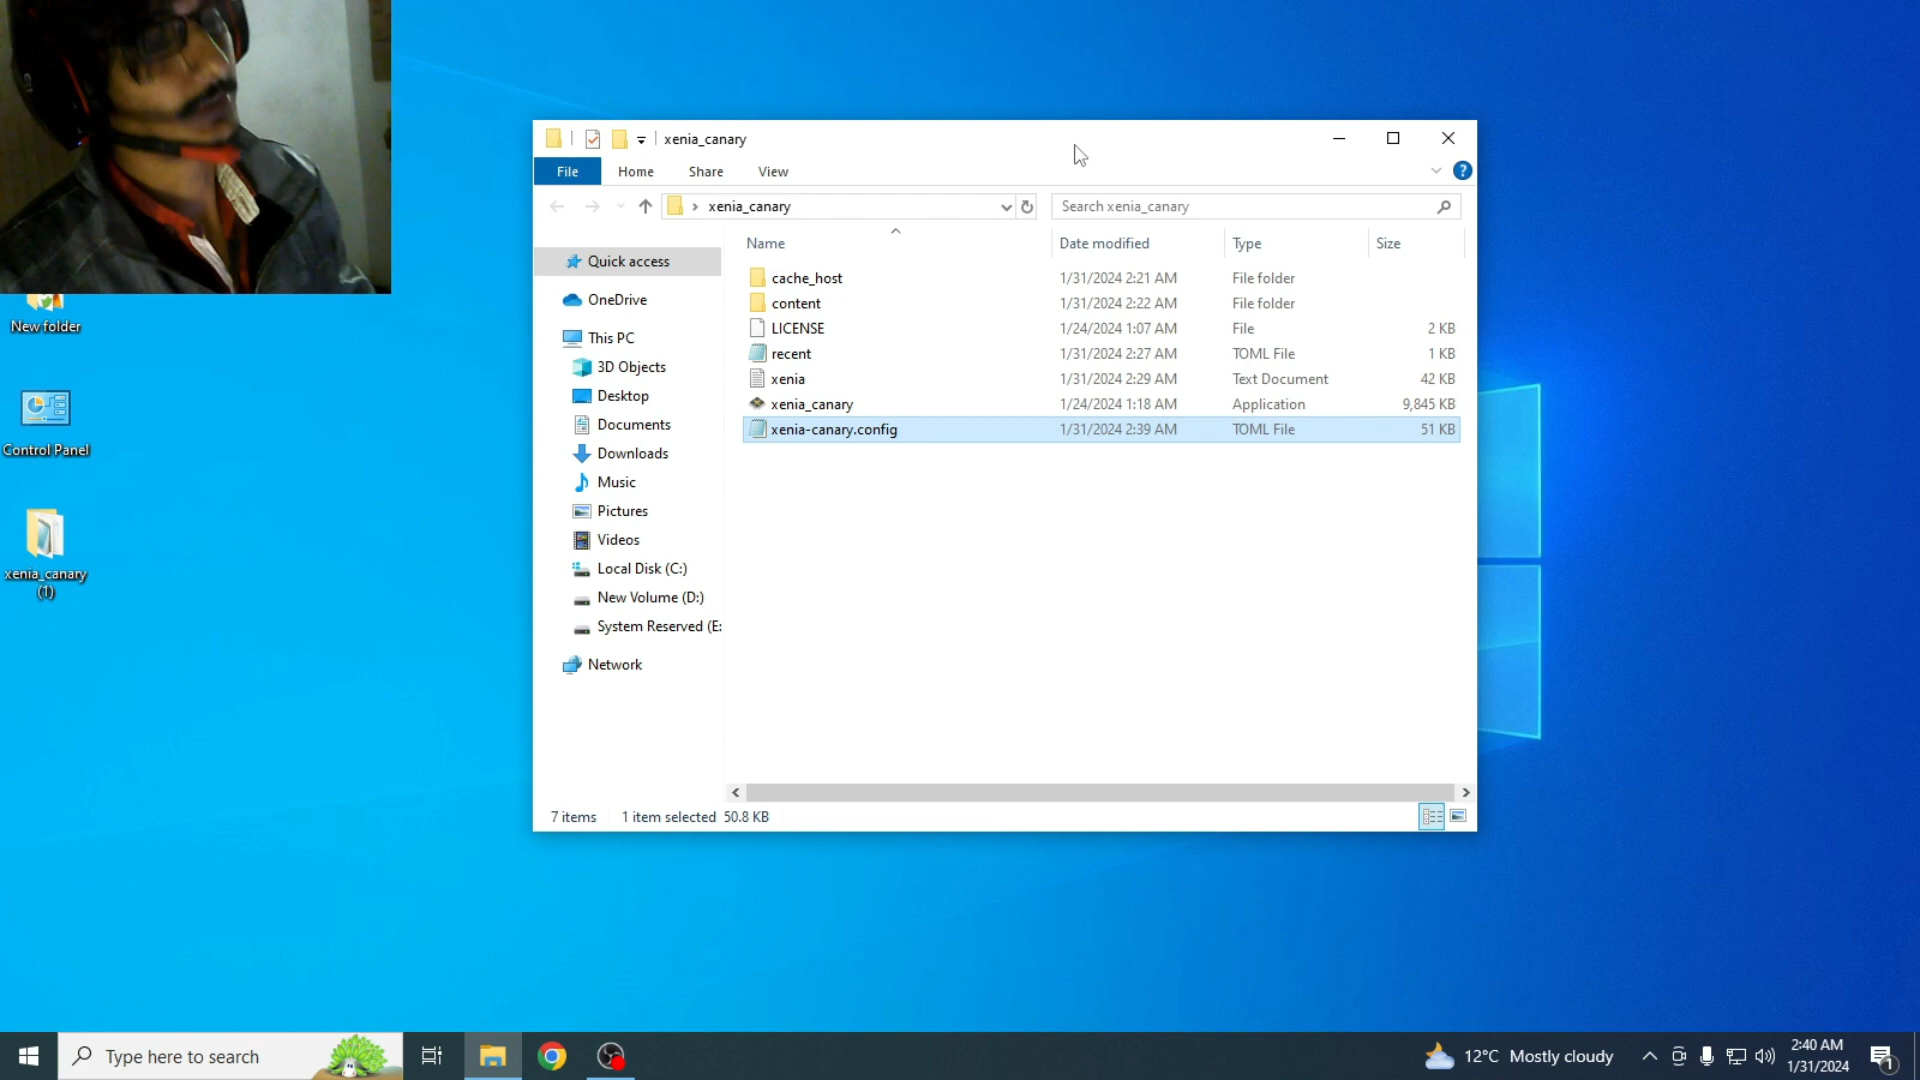 xenia_canary
File
Home
Share
View
xenia_canary
Search xenia_canary
Name
Date modified
Type
Size
Quick access
OneDrive
This PC
3D Objects
Desktop
Documents
Downloads
Music
Pictures
Videos
Local Disk (C:)
New Volume (D:)
System Reserved (E:
Network
cache_host 1/31/2024 2:21 AM File folder
content 1/31/2024 2:22 AM File folder
LICENSE 1/24/2024 1:07 AM File 2 KB
recent 1/31/2024 2:27 AM TOML File 1 KB
xenia 1/31/2024 2:29 AM Text Document 42 KB
xenia_canary 1/24/2024 1:18 AM Application 9,845 KB
xenia-canary.config 1/31/2024 2:39 AM TOML File 51 KB
7 items
1 item selected 50.8 KB
New folder
Control Panel
xenia_canary
(1)
Type here to search
12°C Mostly cloudy
2:40 AM
1/31/2024
1